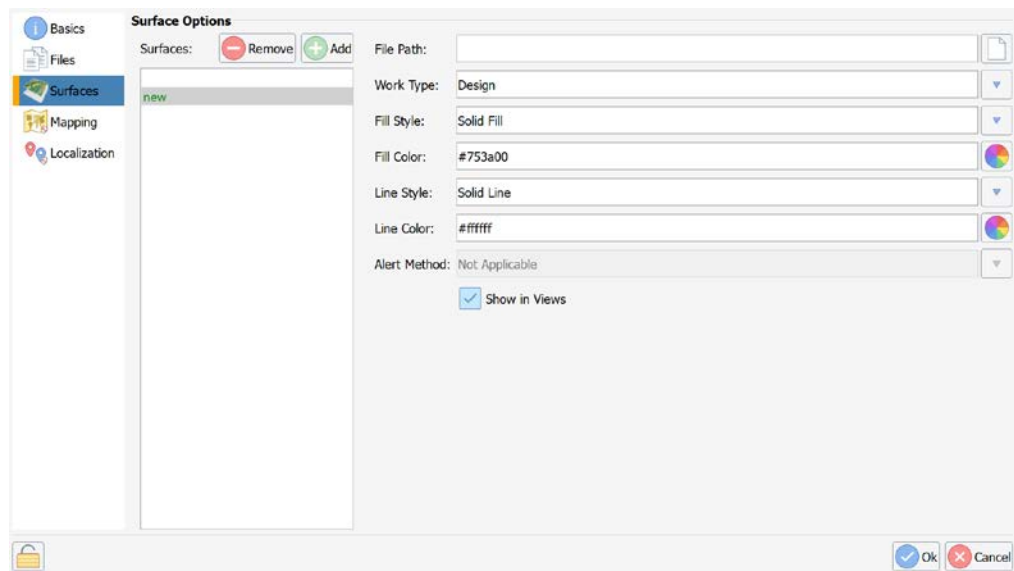 Basics
Files
Surfaces
Mapping
Localization
Surface Options
Surfaces:
Remove
Add
new
File Path:
Work Type: Design
Fill Style: Solid Fill
Fill Color: #753a00
Line Style: Solid Line
Line Color: #ffffff
Alert Method: Not Applicable
Show in Views
Ok
Cancel